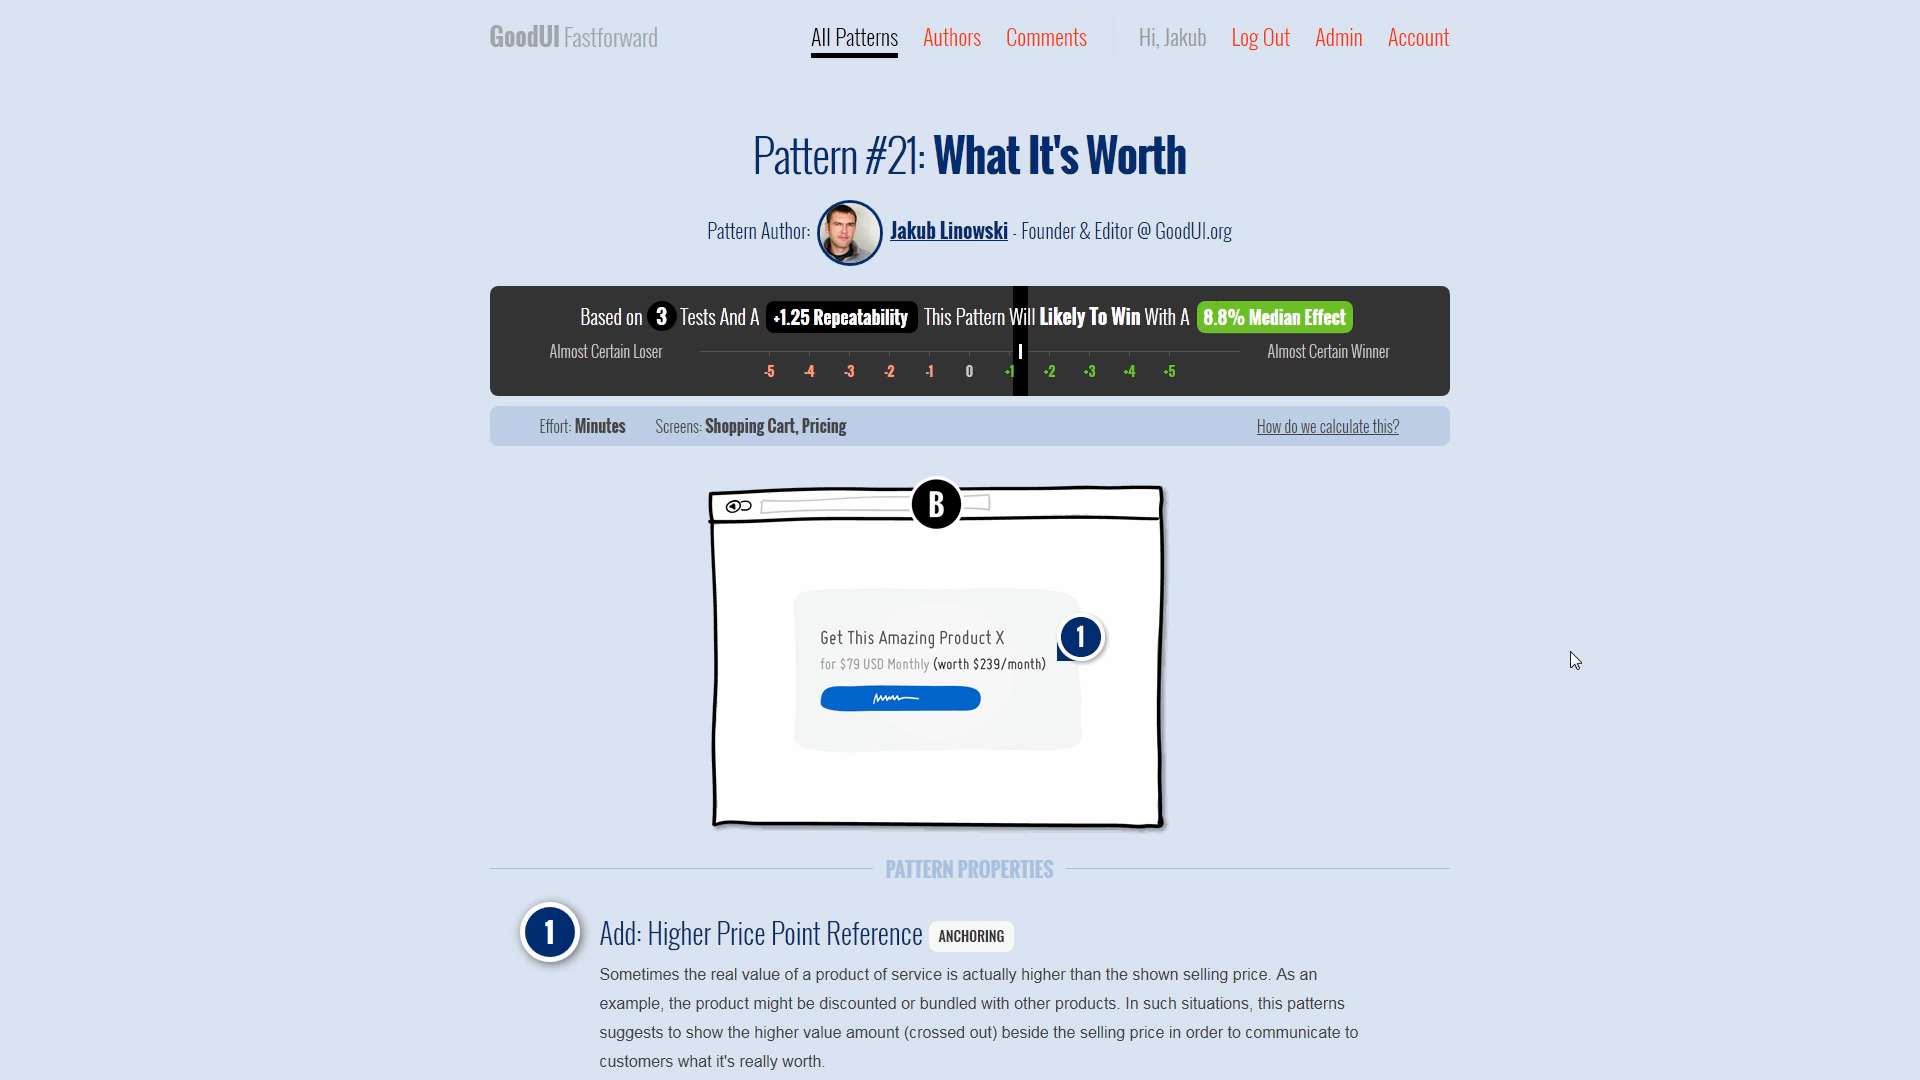 GoodUI Fastforward
All Patterns Authors Comments Hi, Jakub Log Out Admin Account
Pattern #21: What It's Worth
Pattern Author: Jakub Linowski - Founder & Editor @ GoodUI.org
Based on 3 Tests And A +1.25 Repeatability This Pattern Will Likely To Win With A 8.8% Median Effect
Almost Certain Loser Almost Certain Winner
-5 -4 -3 -2 -1 0 +1 +2 +3 +4 +5
Effort: Minutes Screens: Shopping Cart, Pricing How do we calculate this?
B
Get This Amazing Product X
1
for $79 USD Monthly (worth $239/month)
PATTERN PROPERTIES
1
Add: Higher Price Point Reference ANCHORING
Sometimes the real value of a product of service is actually higher than the shown selling price. As an
example, the product might be discounted or bundled with other products. In such situations, this patterns
suggests to show the higher value amount (crossed out) beside the selling price in order to communicate to
customers what it's really worth.